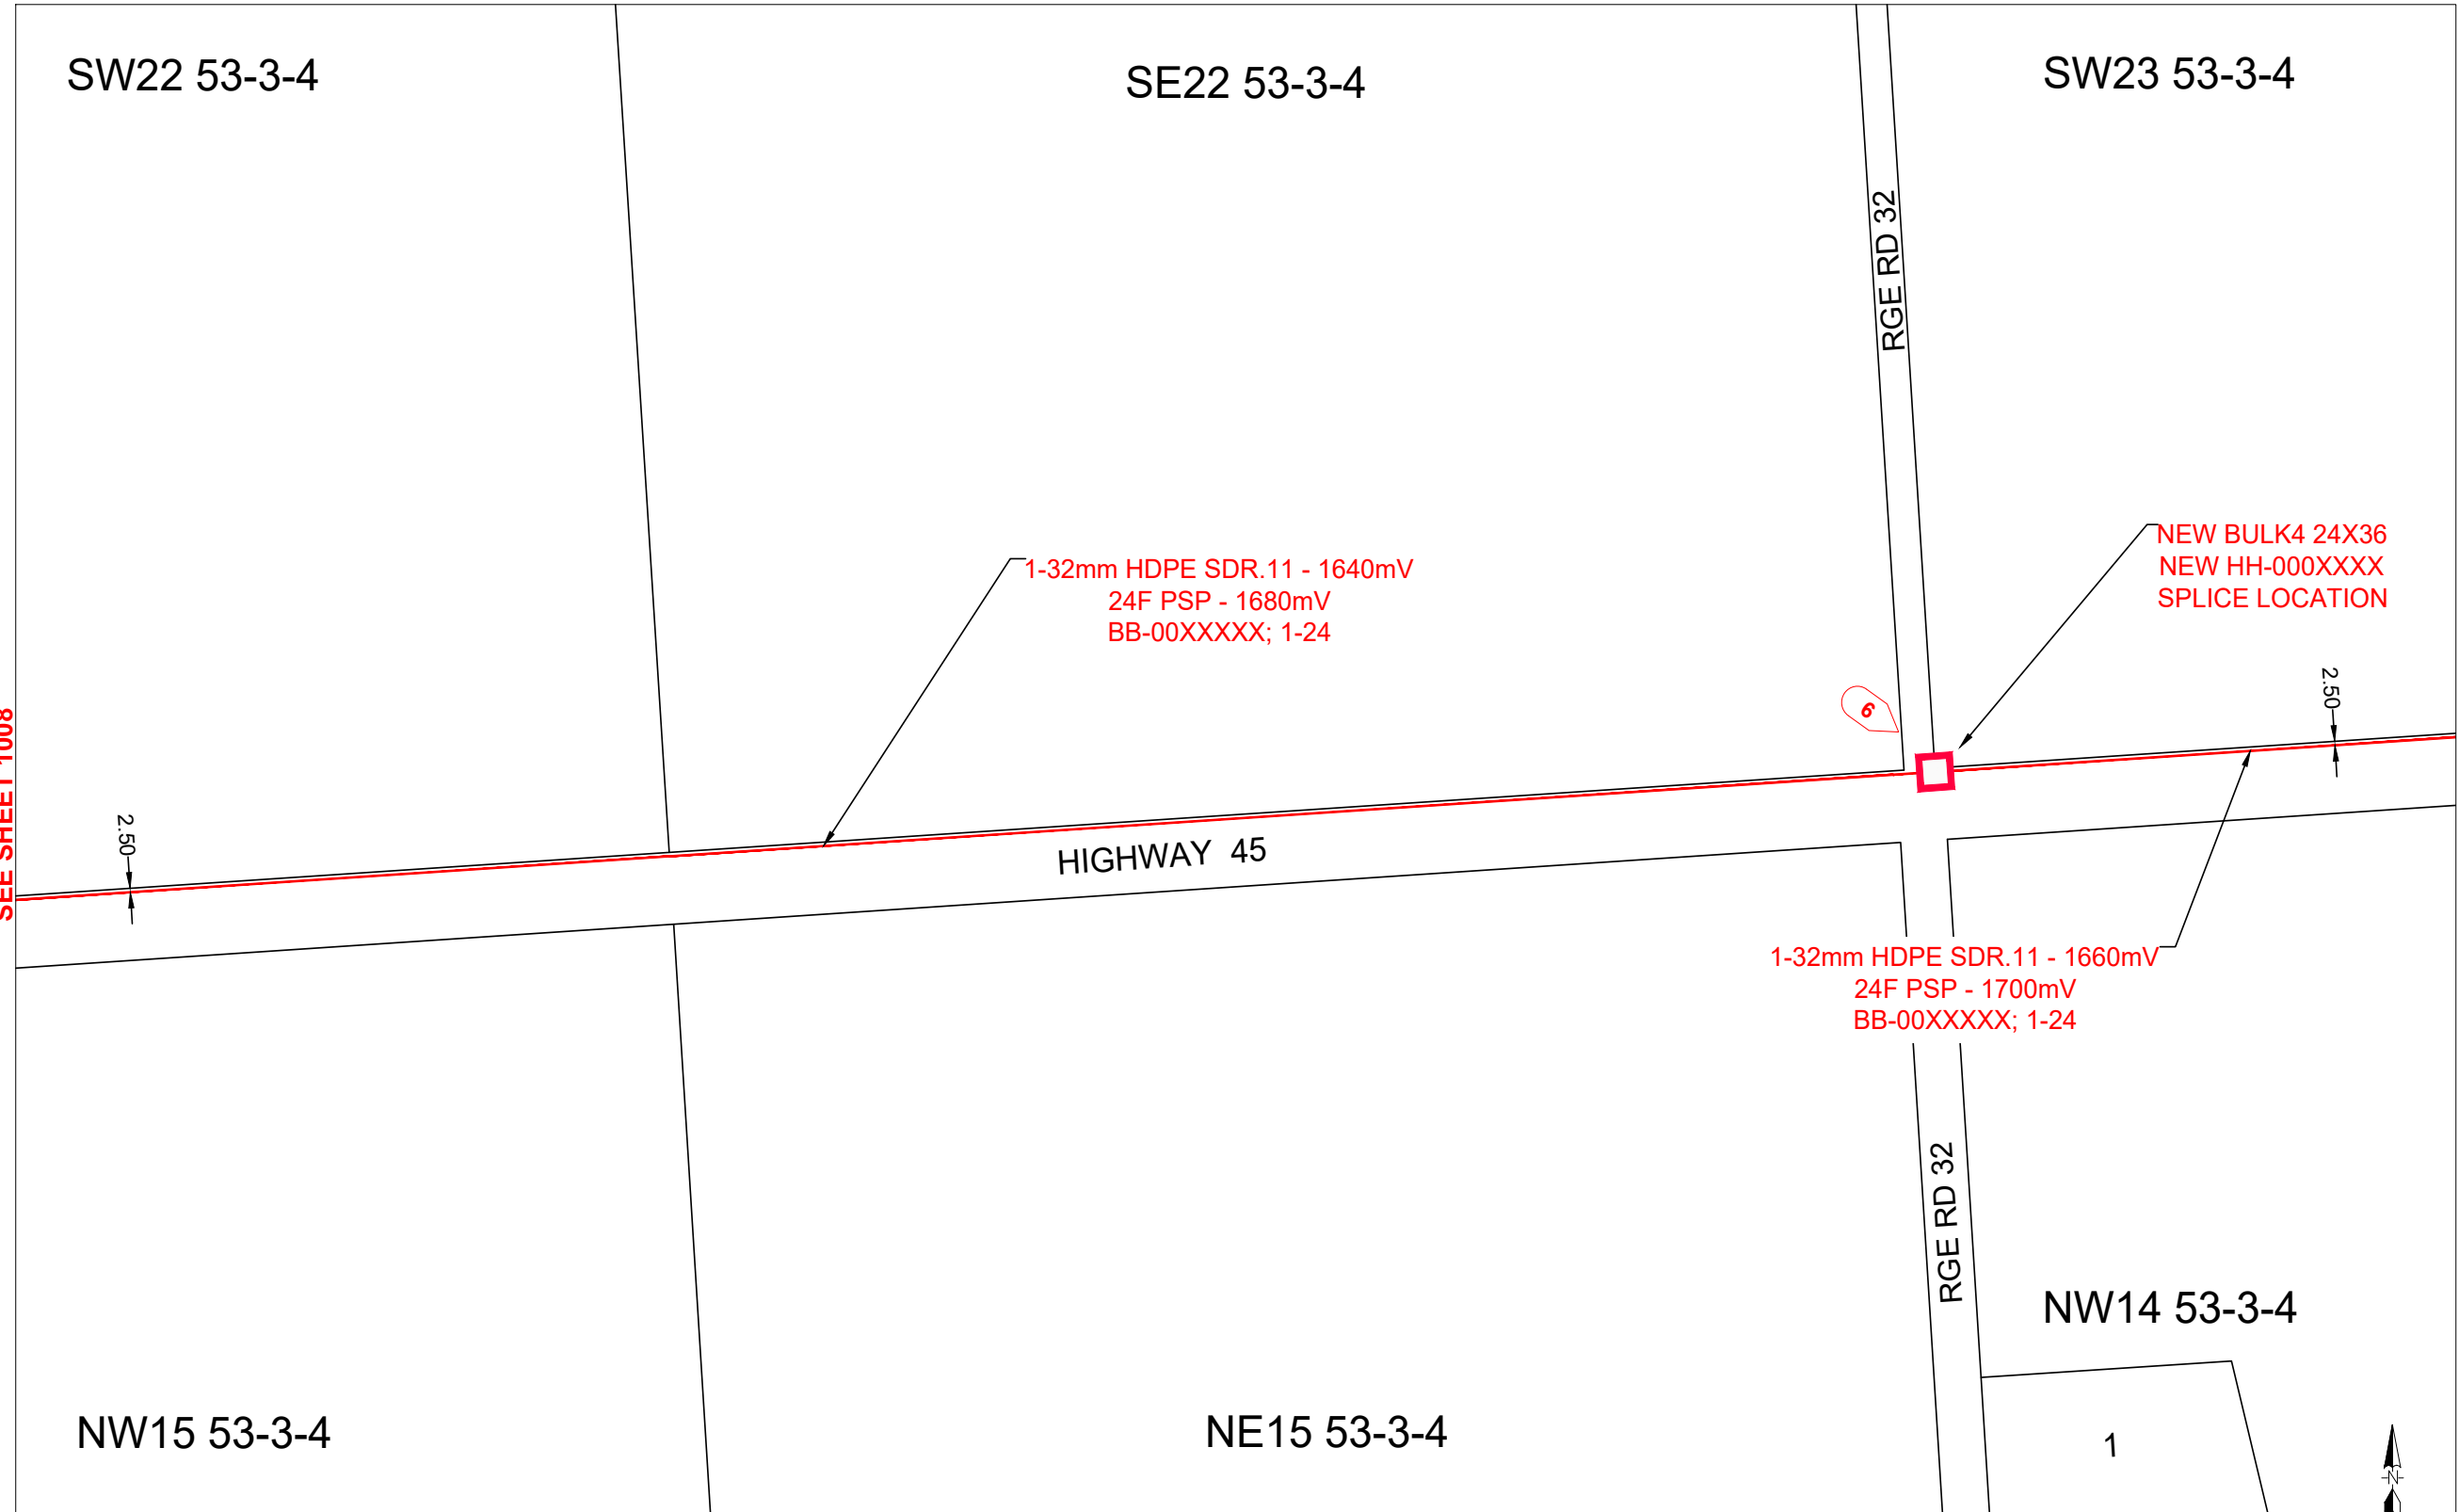 SW22 53-3-4
SE22 53-3-4
SW23 53-3-4
RGE RD 32
NEW BULK4 24X36
NEW HH-000XXXX
SPLICE LOCATION
1-32mm HDPE SDR.11 - 1640mV
24F PSP - 1680mV
BB-00XXXXX; 1-24
6
2.50
SEE SHEET 1008
2.50
HIGHWAY 45
1-32mm HDPE SDR.11 - 1660mV
24F PSP - 1700mV
BB-00XXXXX; 1-24
RGE RD 32
NW14 53-3-4
NW15 53-3-4
NE15 53-3-4
1
N